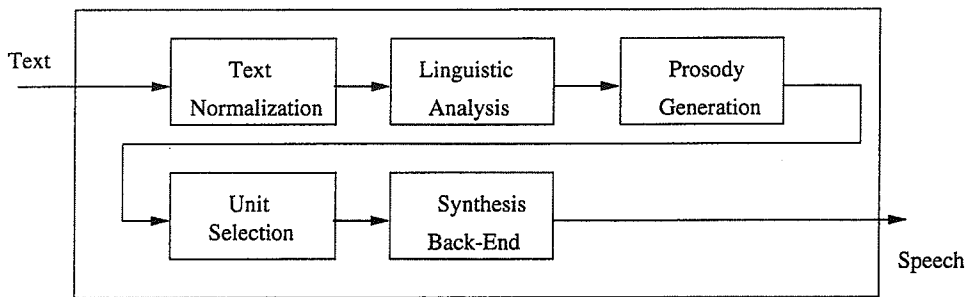 Text
Text
Normalization
Linguistic
Analysis
Prosody
Generation
Unit
Selection
Synthesis
Back-End
Speech